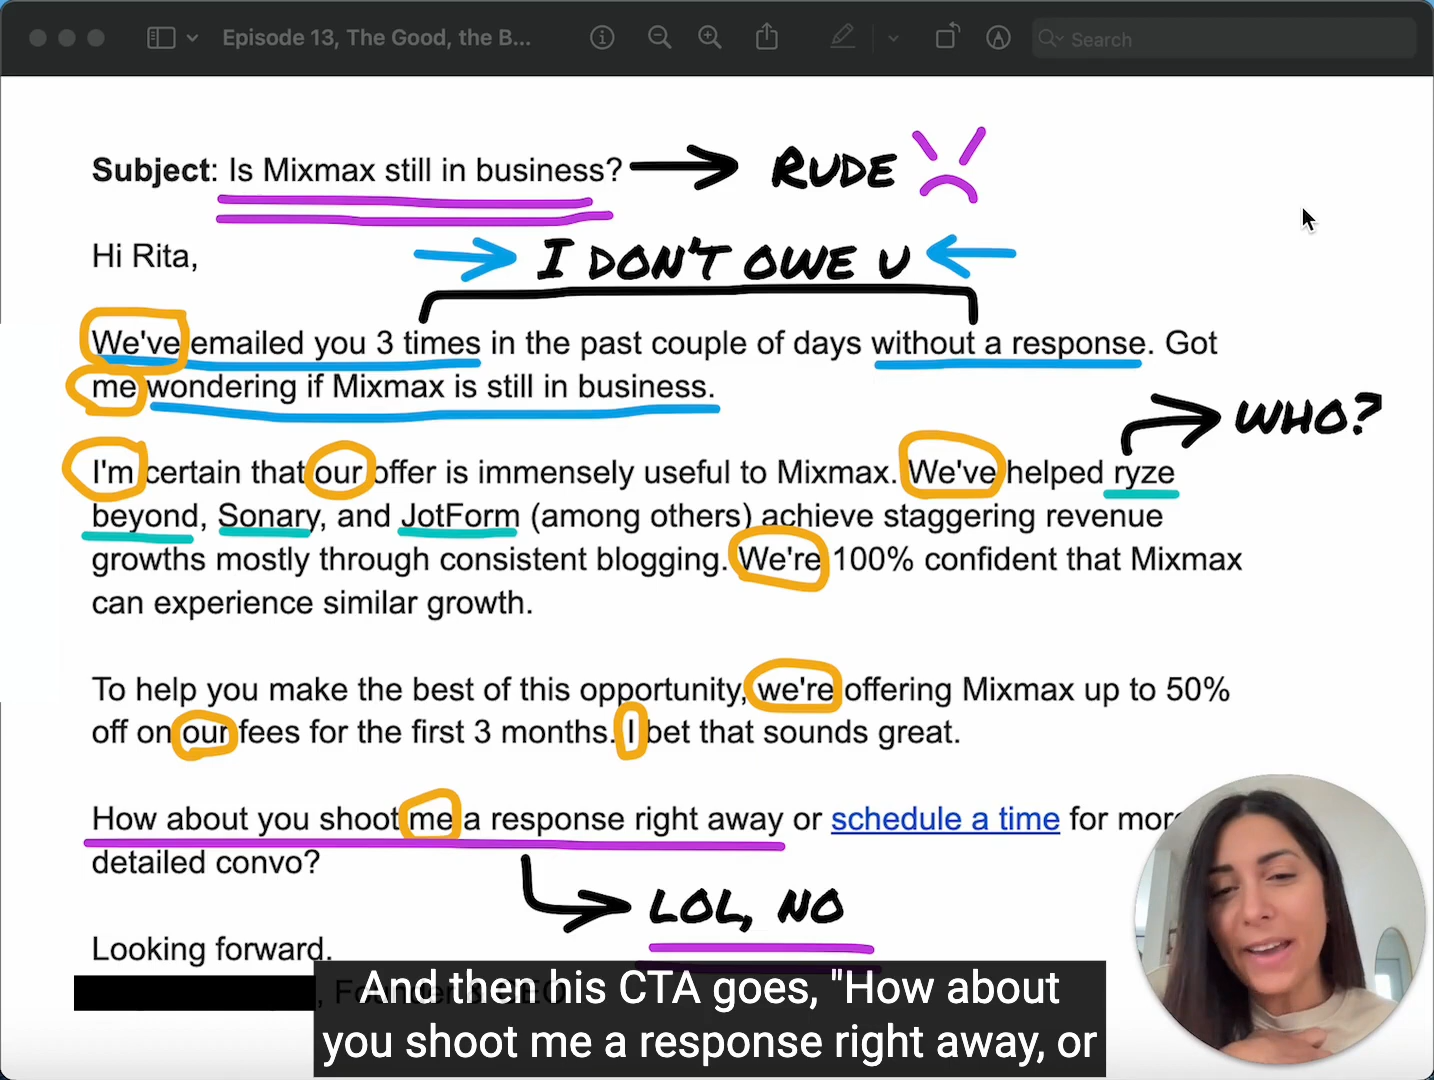 Episode 13, The Good, the B...
Search
Subject: Is Mixmax still in business?
RUDE
Hi Rita,
I DON'T OWE U
We've emailed you 3 times in the past couple of days without a response. Got
me wondering if Mixmax is still in business.
WHO?
I'm certain that our offer is immensely useful to Mixmax. We've helped ryze
beyond, Sonary, and JotForm (among others) achieve staggering revenue
growths mostly through consistent blogging. We're 100% confident that Mixmax
can experience similar growth.
To help you make the best of this opportunity, we're offering Mixmax up to 50%
off on our fees for the first 3 months. I bet that sounds great.
How about you shoot me a response right away or schedule a time for more
detailed convo?
LOL, NO
Looking forward.
And then his CTA goes, "How about
you shoot me a response right away, or